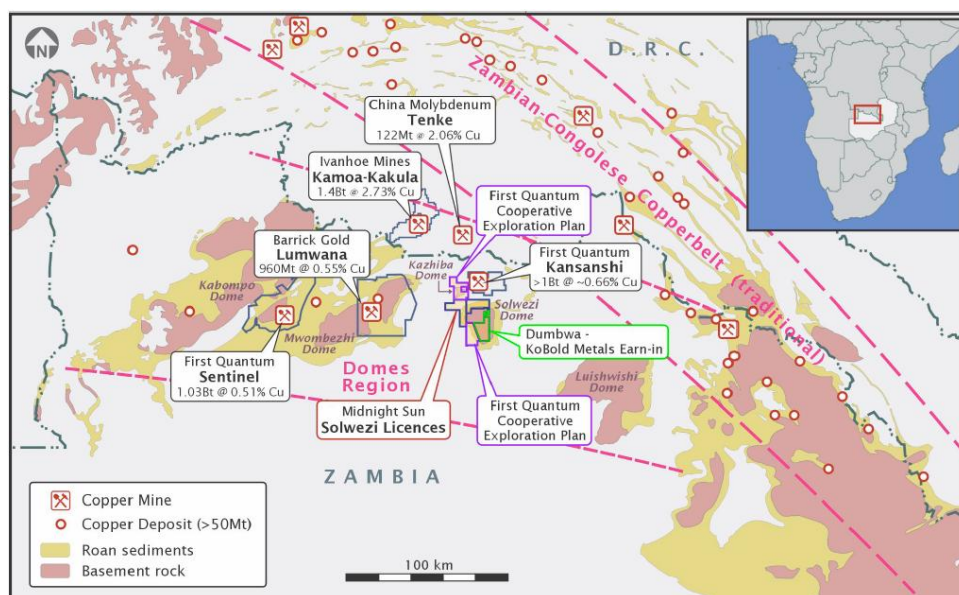 N
D.R.C.
Zambian-Congolese Copperbelt (traditional)
China Molybdenum
Tenke
122Mt @ 2.06% Cu
Ivanhoe Mines
Kamoa-Kakula
1.4Bt @ 2.73% Cu
First Quantum
Cooperative
Exploration Plan
Barrick Gold
Lumwana
960Mt @ 0.55% Cu
First Quantum
Kansanshi
>1Bt @ ~0.66% Cu
Kazhiba
Dome
Kabompo
Dome
Solwezi
Dome
Mwombezhi
Dome
Dumbwa -
KoBold Metals Earn-in
First Quantum
Sentinel
1.03Bt @ 0.51% Cu
Domes
Region
Luishwishi
Dome
Midnight Sun
Solwezi Licences
First Quantum
Cooperative
Exploration Plan
ZAMBIA
Copper Mine
Copper Deposit (>50Mt)
Roan sediments
Basement rock
100 km